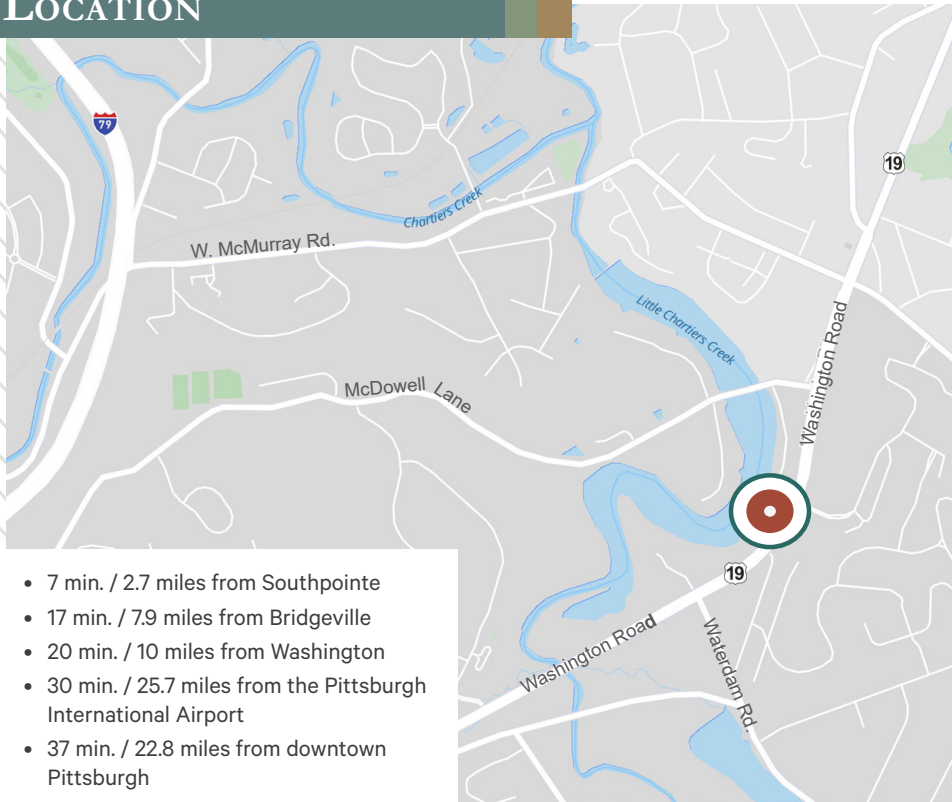 LOCATION
79
19
Chartiers Creek
W. McMurray Rd.
Little Chartiers Creek
Washington Road
McDowell Lane
19
Washington Road
Waterdam Rd.
• 7 min. / 2.7 miles from Southpointe
• 17 min. / 7.9 miles from Bridgeville
• 20 min. / 10 miles from Washington
• 30 min. / 25.7 miles from the Pittsburgh
International Airport
• 37 min. / 22.8 miles from downtown
Pittsburgh